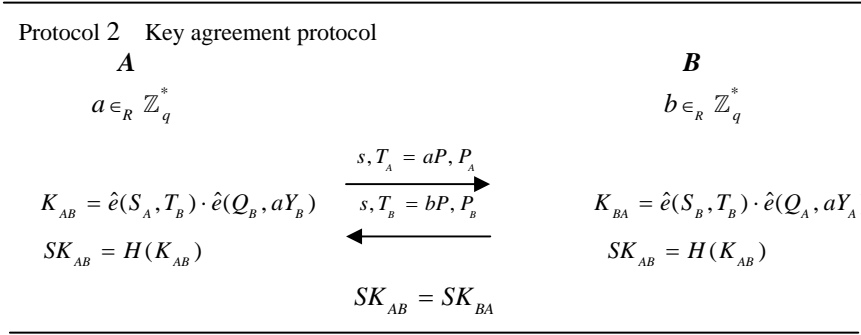 Protocol 2 Key agreement protocol
A B
a ∈_R ℤ_q^* b ∈_R ℤ_q^*
s, T_A = aP, P_A
K_AB = ê(S_A, T_B) · ê(Q_B, aY_B) s, T_B = bP, P_B K_BA = ê(S_B, T_B) · ê(Q_A, aY_A
SK_AB = H(K_AB) SK_AB = H(K_AB)
SK_AB = SK_BA